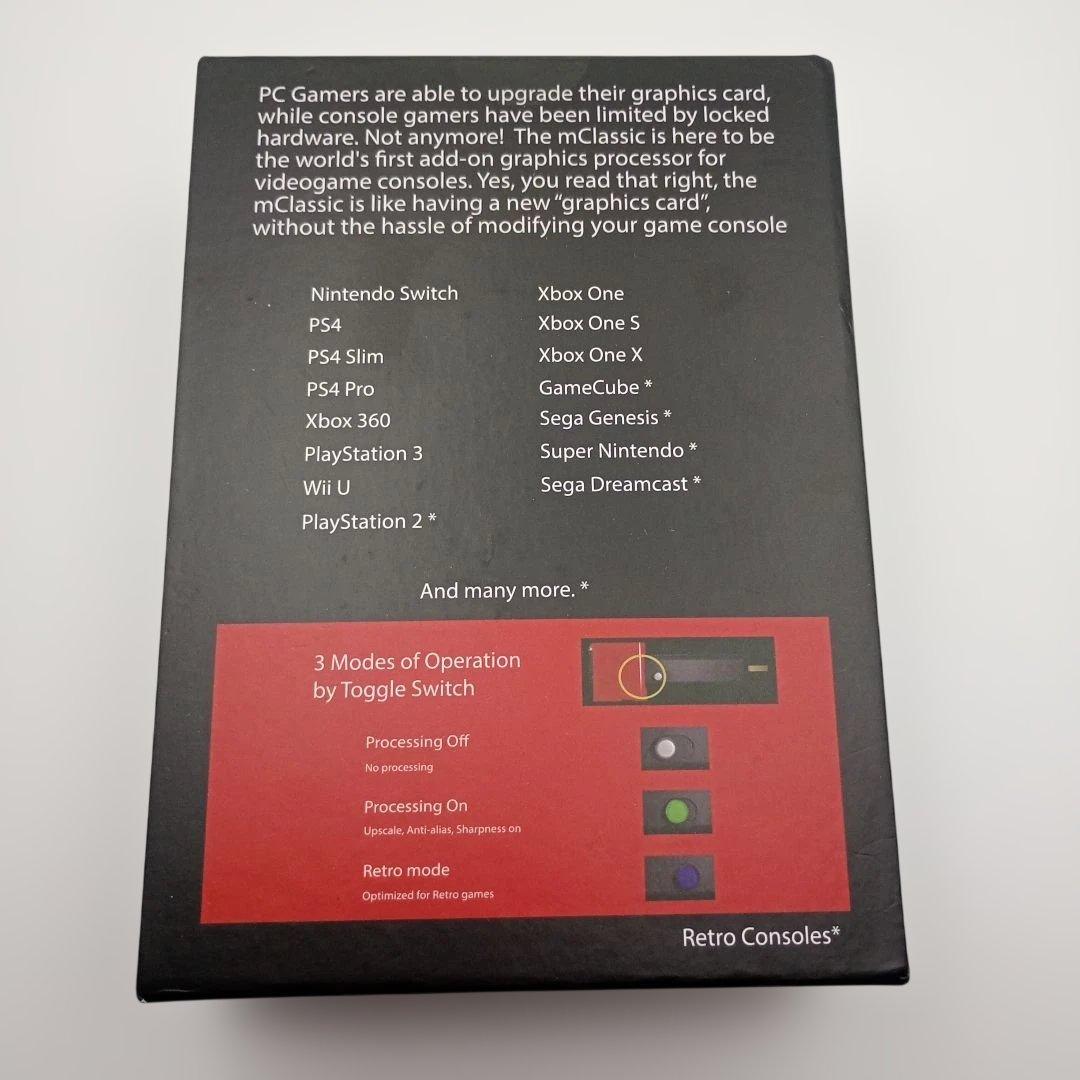 PC Gamers are able to upgrade their graphics card,
while console gamers have been limited by locked
hardware. Not anymore! The mClassic is here to be
the world's first add-on graphics processor for
videogame consoles. Yes, you read that right, the
mClassic is like having a new “graphics card”,
without the hassle of modifying your game console
Nintendo Switch
PS4
PS4 Slim
PS4 Pro
Xbox 360
PlayStation 3
Wii U
PlayStation 2 *
Xbox One
Xbox One S
Xbox One X
GameCube *
Sega Genesis *
Super Nintendo *
Sega Dreamcast *
And many more. *
3 Modes of Operation
by Toggle Switch
Processing Off
No processing
Processing On
Upscale, Anti-alias, Sharpness on
Retro mode
Optimized for Retro games
Retro Consoles*